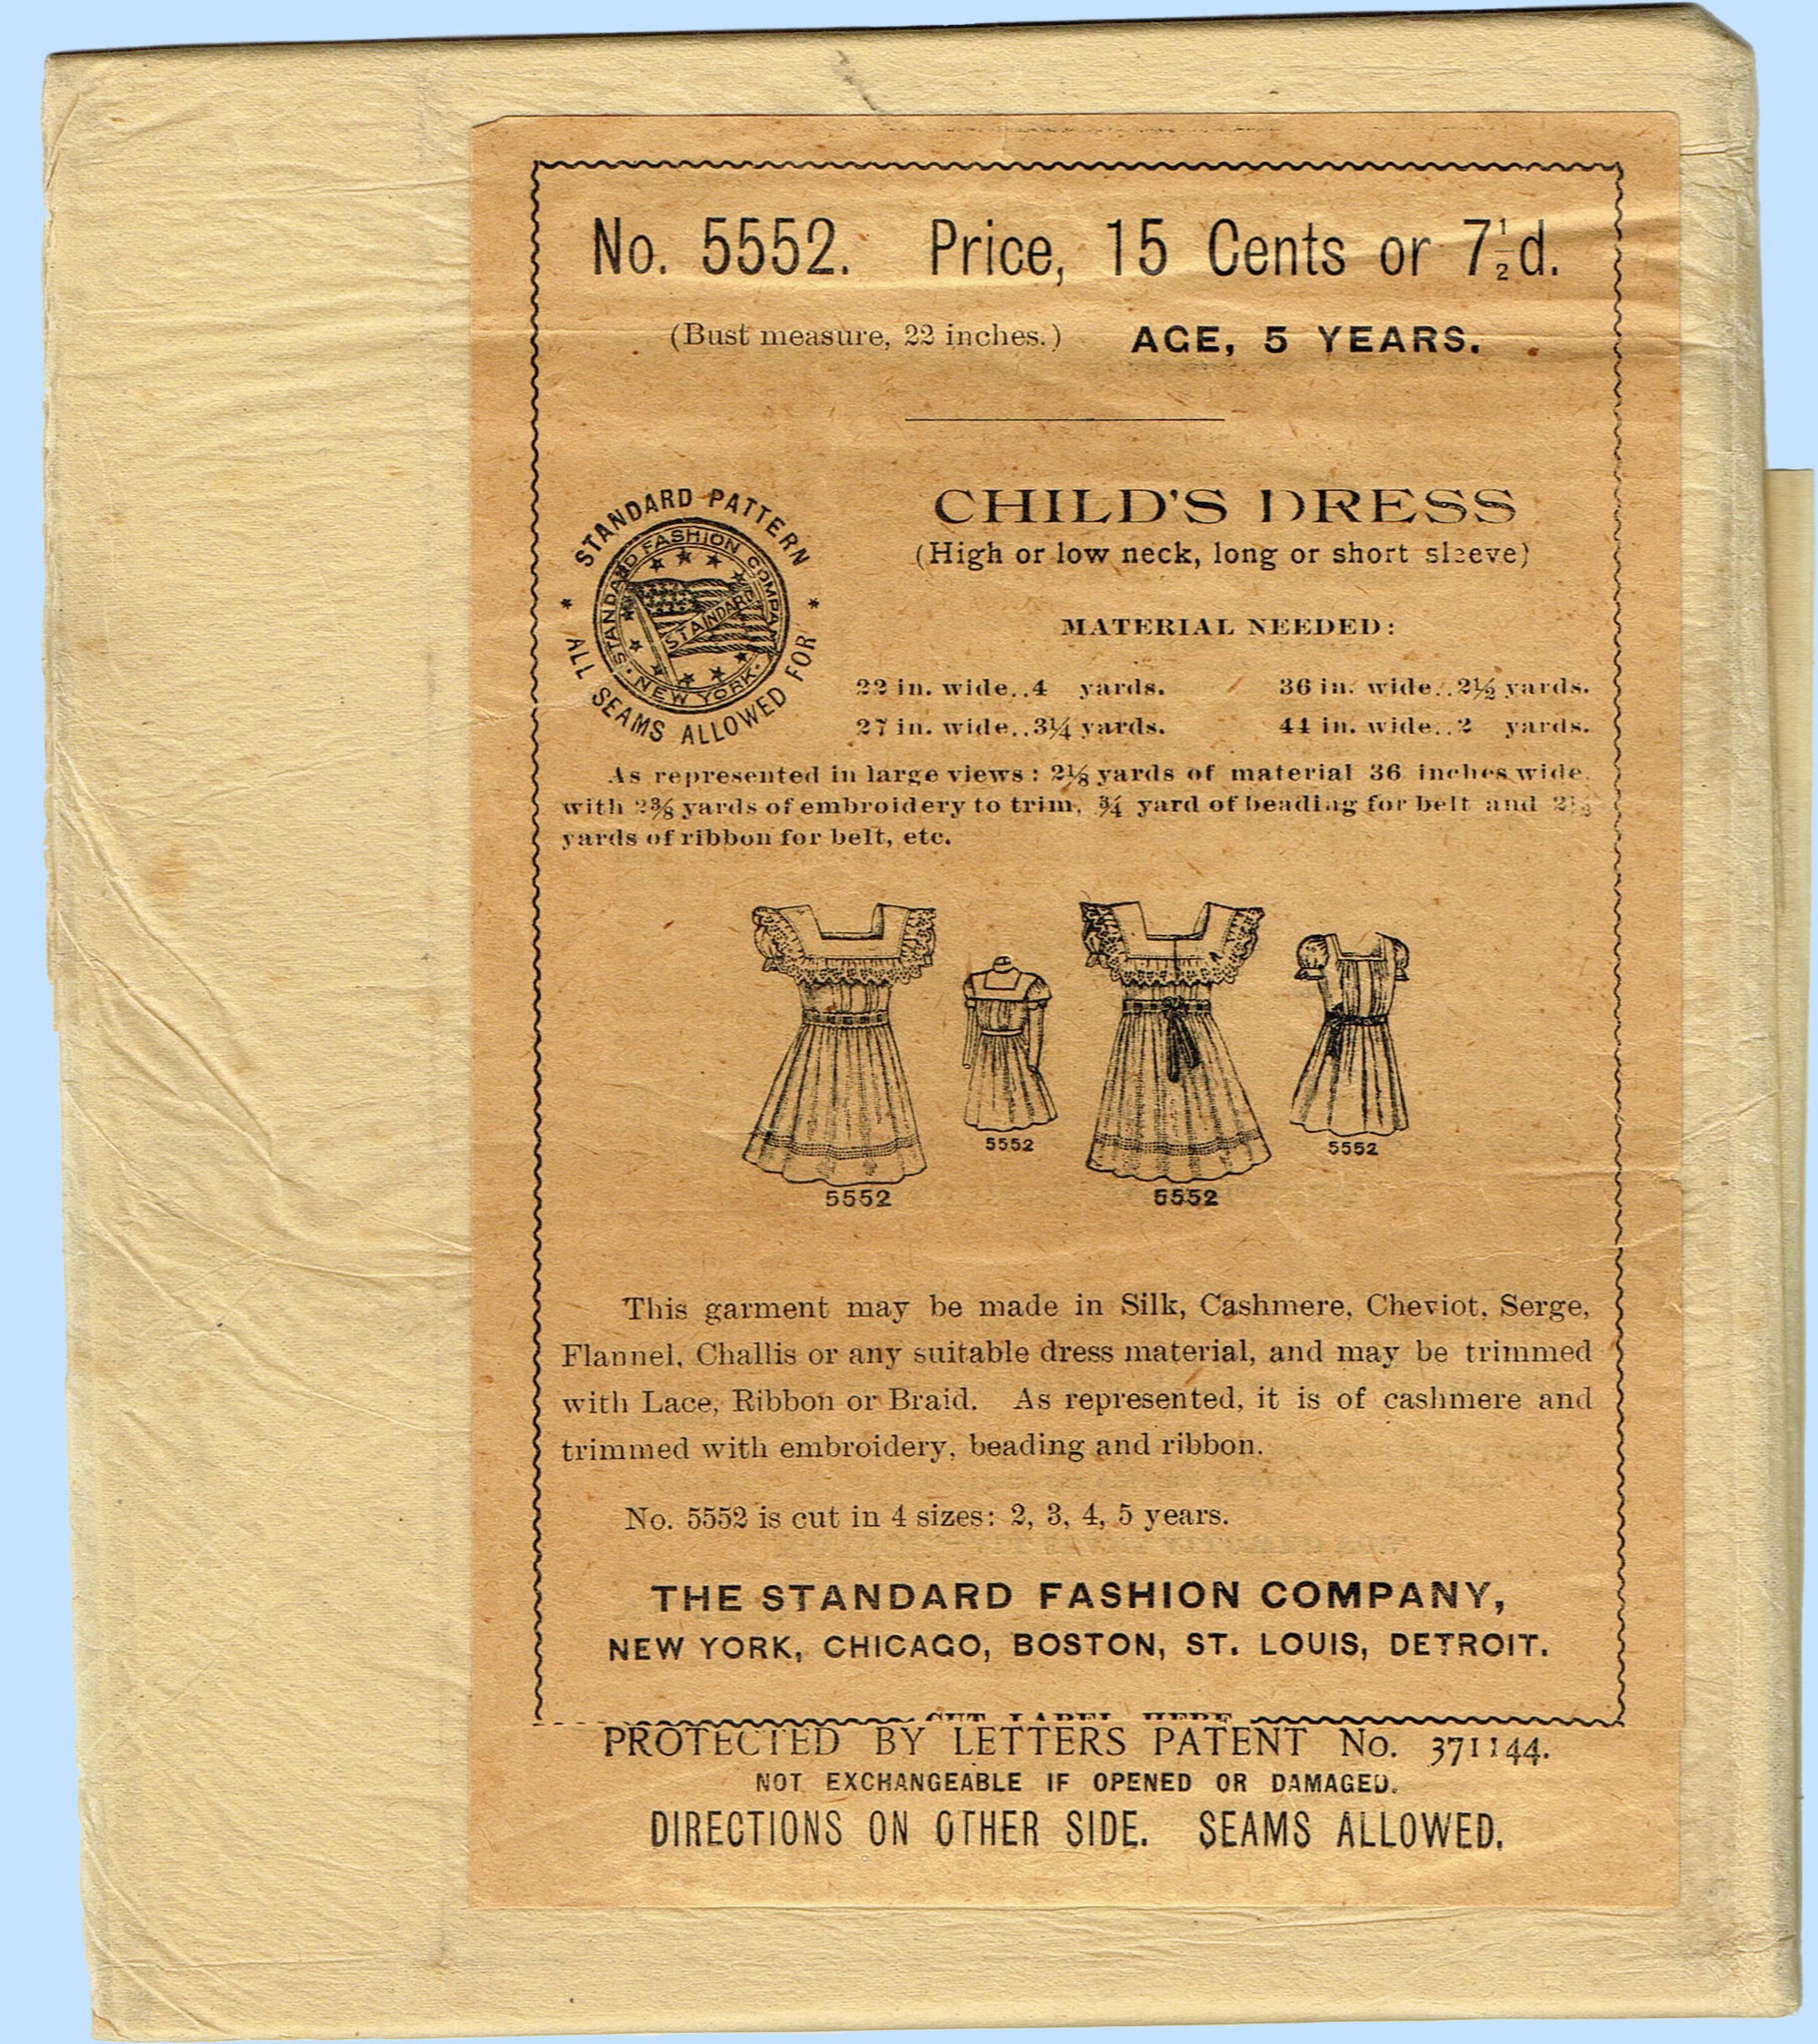 No. 5552. Price, 15 Cents or 7½d.
(Bust measure, 22 inches.) AGE, 5 YEARS.
STANDARD PATTERN
* ALL SEAMS ALLOWED FOR *
STANDARD FASHION COMPANY
• NEW YORK •
STANDARD
CHILD'S DRESS
(High or low neck, long or short sleeve)
MATERIAL NEEDED:
22 in. wide..4 yards. 36 in. wide..2½ yards.
27 in. wide..3¼ yards. 44 in. wide..2 yards.
As represented in large views: 2⅛ yards of material 36 inches wide,
with 2⅜ yards of embroidery to trim, ¾ yard of beading for belt and 2½
yards of ribbon for belt, etc.
5552
5552
5552
5552
This garment may be made in Silk, Cashmere, Cheviot, Serge,
Flannel, Challis or any suitable dress material, and may be trimmed
with Lace, Ribbon or Braid. As represented, it is of cashmere and
trimmed with embroidery, beading and ribbon.
No. 5552 is cut in 4 sizes: 2, 3, 4, 5 years.
THE STANDARD FASHION COMPANY,
NEW YORK, CHICAGO, BOSTON, ST. LOUIS, DETROIT.
CUT LABEL HERE
PROTECTED BY LETTERS PATENT No. 371144.
NOT EXCHANGEABLE IF OPENED OR DAMAGED.
DIRECTIONS ON OTHER SIDE. SEAMS ALLOWED.